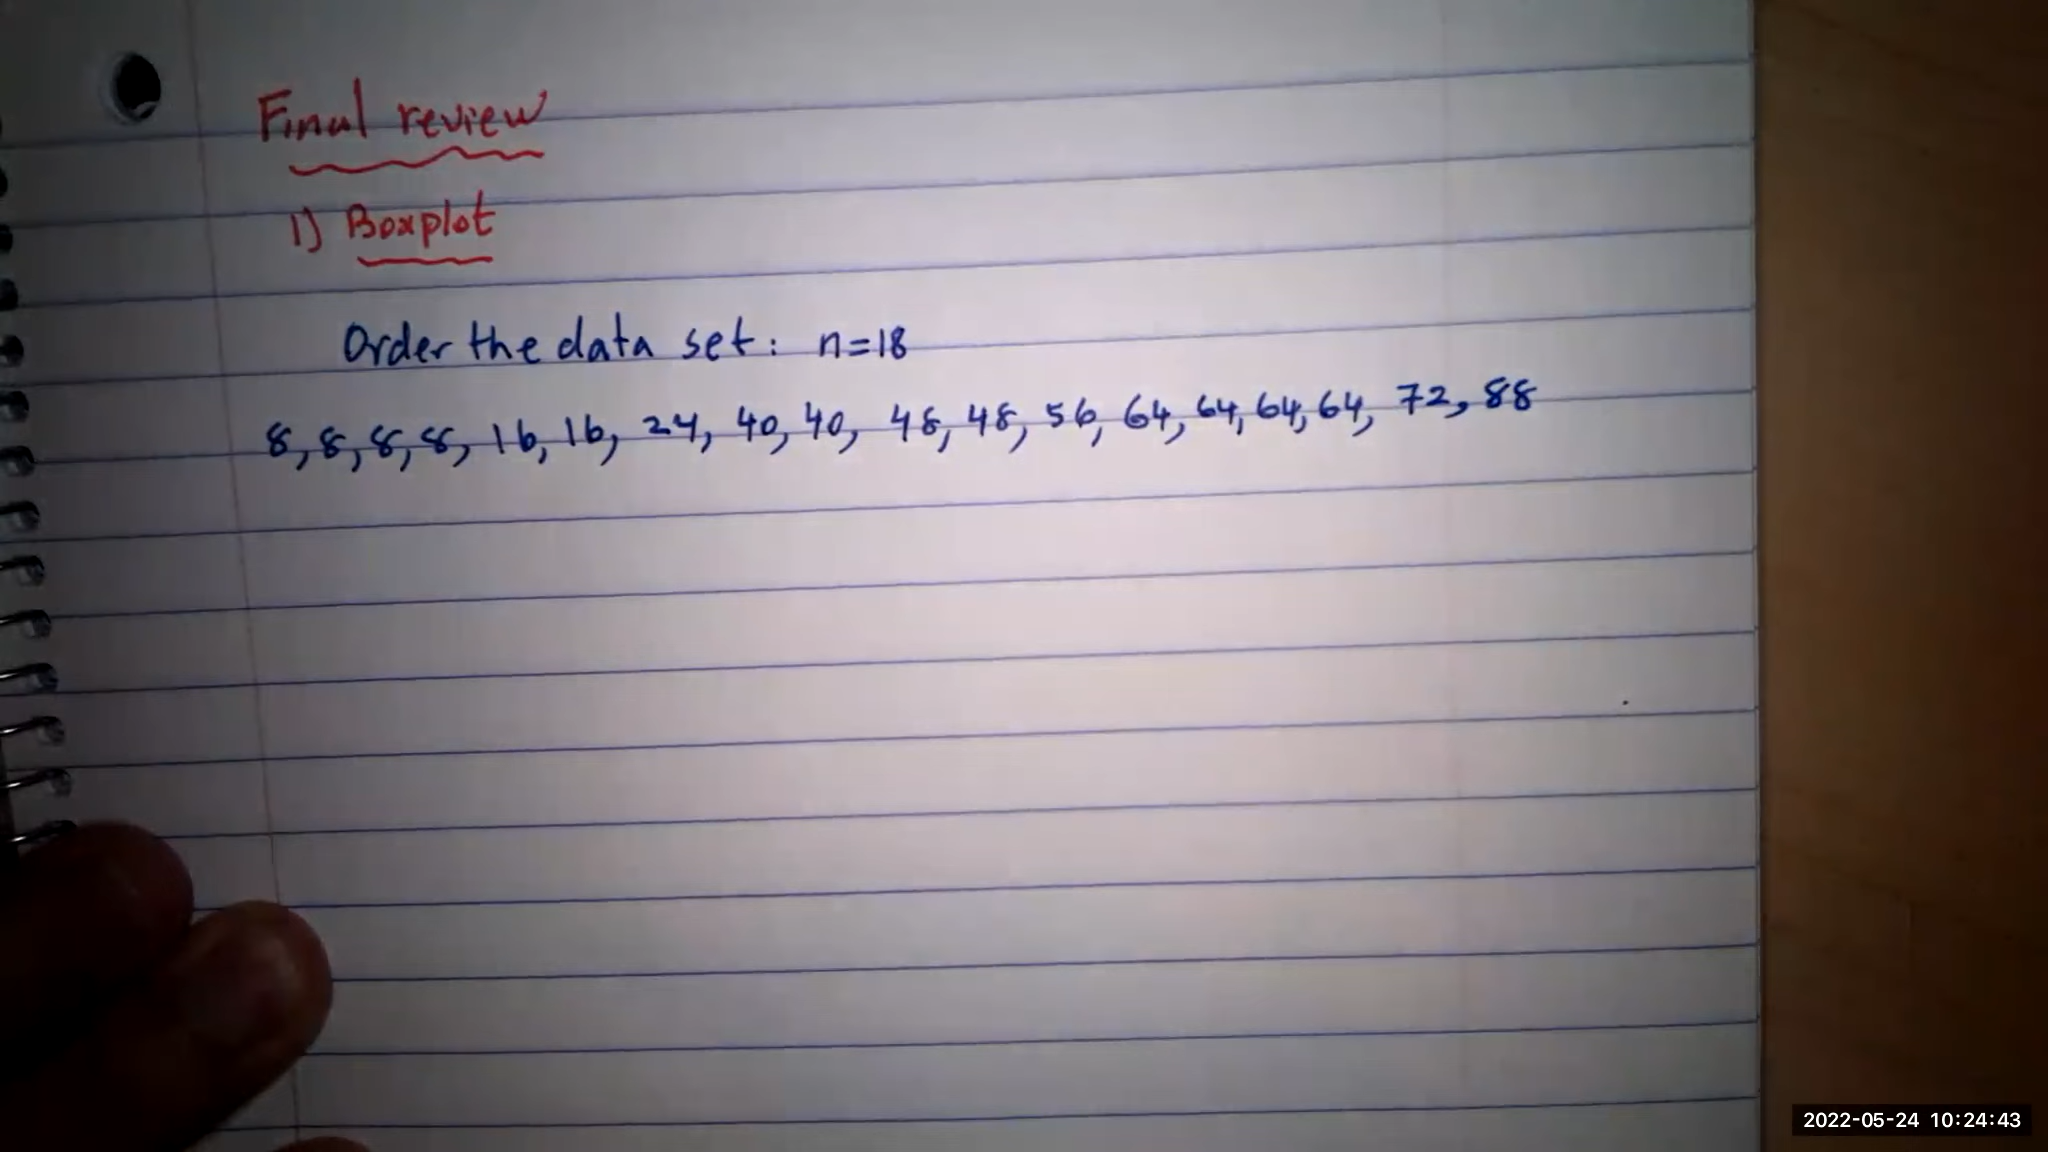 Final review
1) Boxplot
Order the data set: n=18
8, 8, 8, 8, 16, 16, 24, 40, 40, 48, 48, 56, 64, 64, 64, 64, 72, 88
2022-05-24 10:24:43